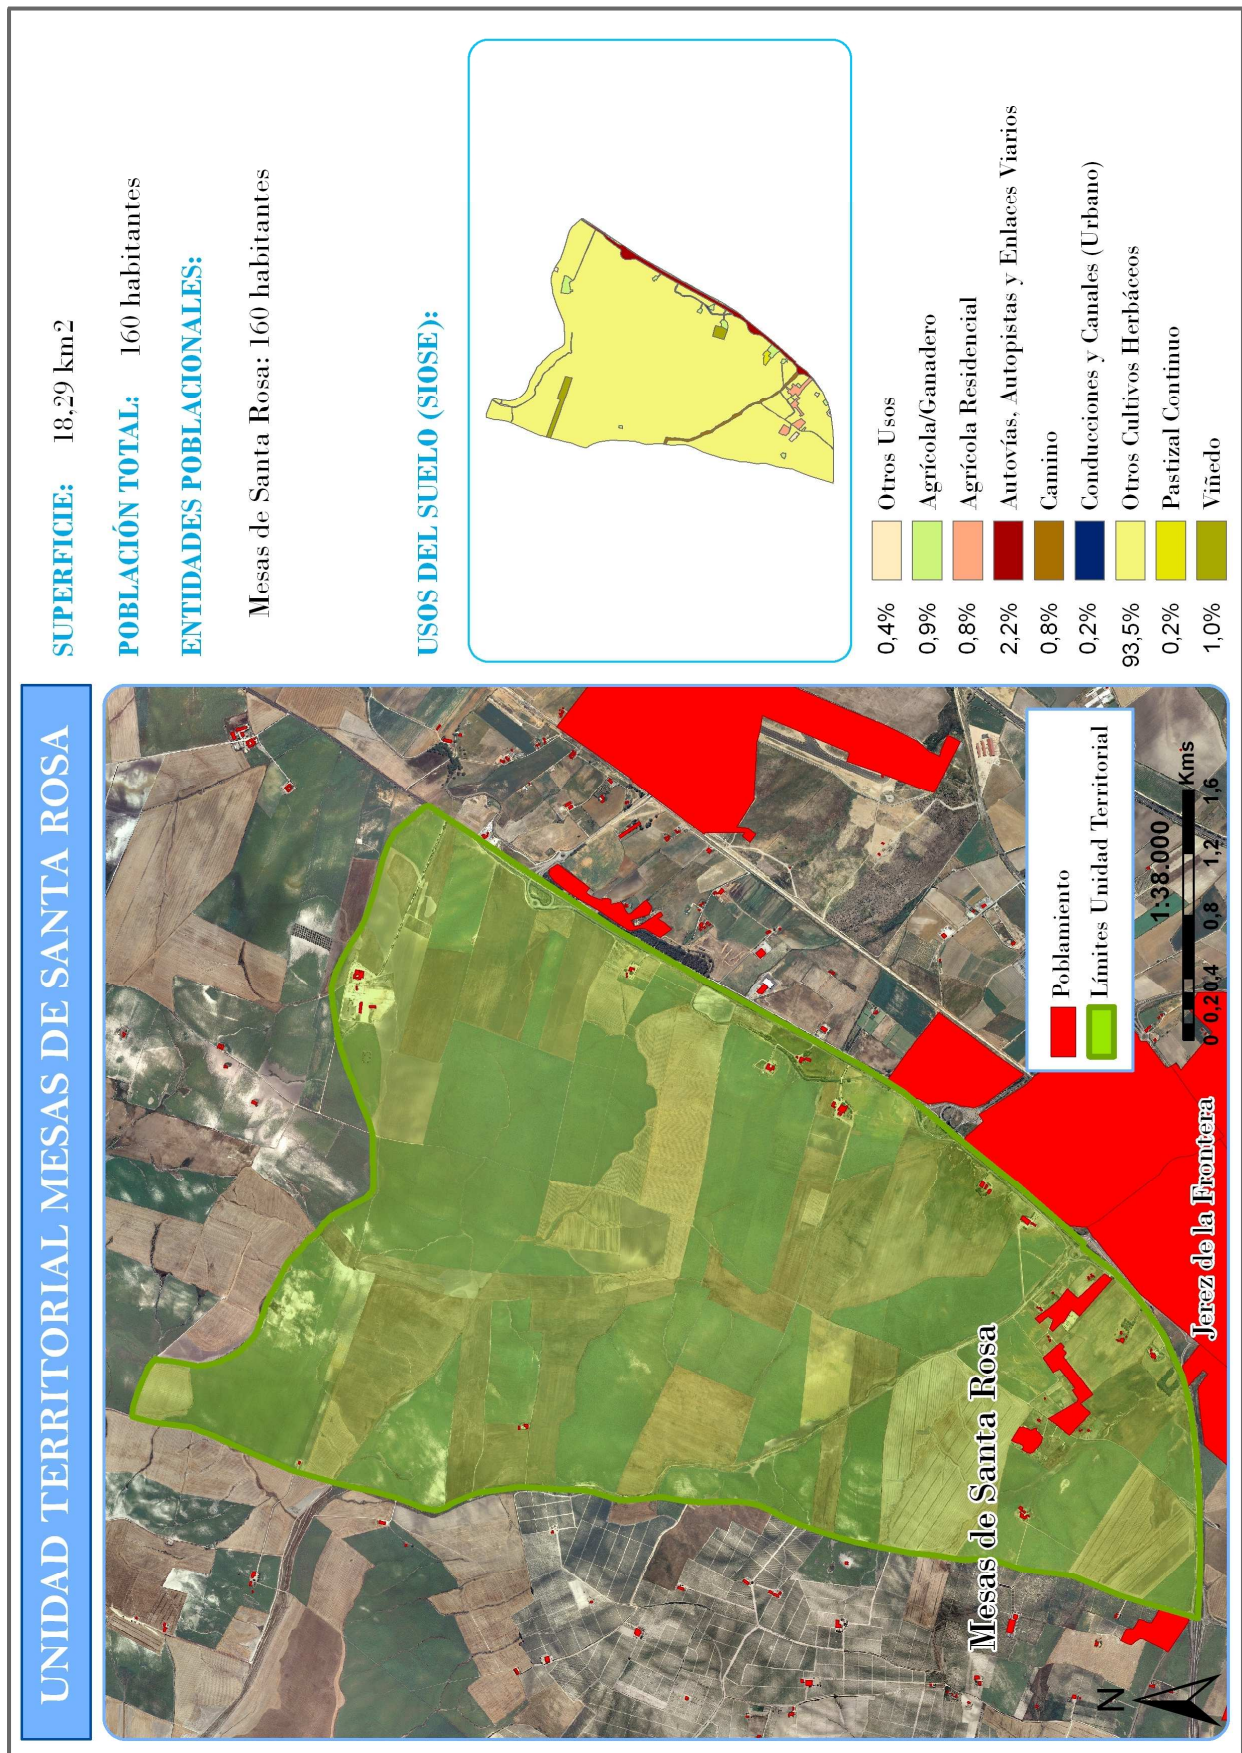 UNIDAD TERRITORIAL MESAS DE SANTA ROSA
SUPERFICIE: 18,29 km2
POBLACIÓN TOTAL: 160 habitantes
ENTIDADES POBLACIONALES:
Mesas de Santa Rosa: 160 habitantes
USOS DEL SUELO (SIOSE):
0,4% Otros Usos
0,9% Agrícola/Ganadero
0,8% Agrícola Residencial
2,2% Autovías, Autopistas y Enlaces Viarios
0,8% Camino
0,2% Conducciones y Canales (Urbano)
93,5% Otros Cultivos Herbáceos
0,2% Pastizal Continuo
1,0% Viñedo
Mesas de Santa Rosa
Jerez de la Frontera
N
Poblamiento
Límites Unidad Territorial
1:38.000
0 0,2 0,4 0,8 1,2 1,6
Kms